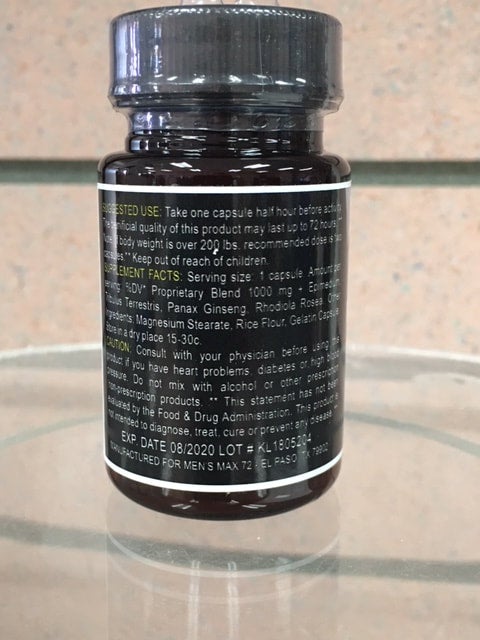 SUGGESTED USE: Take one capsule half hour before activity.
The beneficial quality of this product may last up to 72 hours
body weight is over 200 lbs. recommended dose is two
capsules ** Keep out of reach of children.
SUPPLEMENT FACTS: Serving size: 1 capsule Amount per
serving: %DV* Proprietary Blend 1000 mg + Epimedium,
Tribulus Terrestris, Panax Ginseng, Rhodiola Rosea. Other
Ingredients: Magnesium Stearate, Rice Flour, Gelatin Capsule.
Store in a dry place 15-30c.
CAUTION: Consult with your physician before using this
product if you have heart problems, diabetes or high blood
pressure. Do not mix with alcohol or other prescription
non-prescription products. ** This statement has not been
evaluated by the Food & Drug Administration. This product is
not intended to diagnose, treat, cure or prevent any disease
EXP. DATE 08/2020 LOT # KL1805204
MANUFACTURED FOR MEN'S MAX 72 - EL PASO, TX 79902